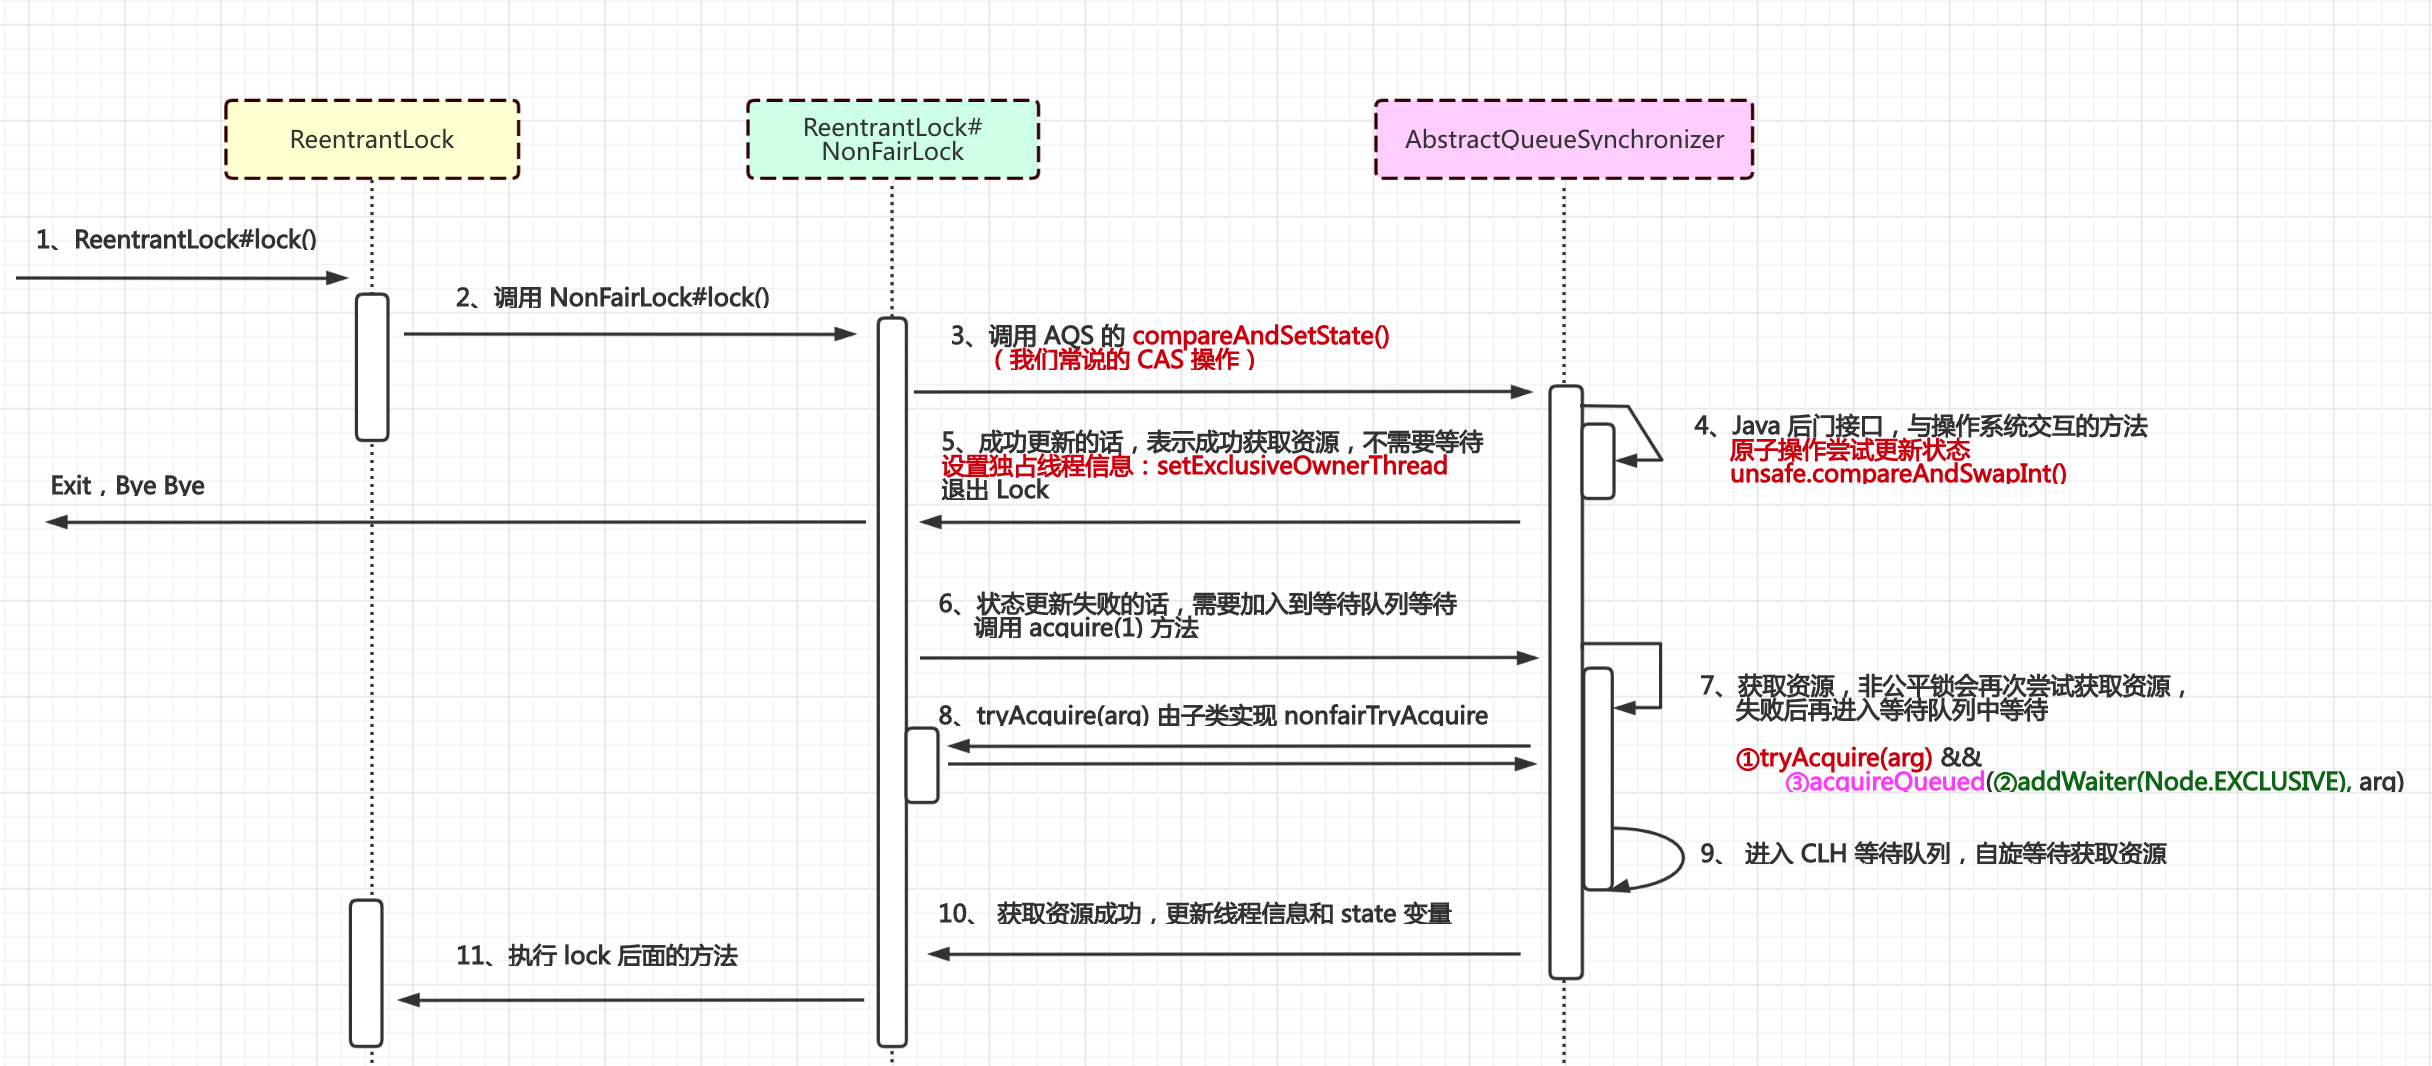 ReentrantLock
ReentrantLock#
NonFairLock
AbstractQueueSynchronizer
1、ReentrantLock#lock()
2、调用 NonFairLock#lock()
3、调用 AQS 的 compareAndSetState()
（我们常说的 CAS 操作）
4、Java 后门接口，与操作系统交互的方法
原子操作尝试更新状态
unsafe.compareAndSwapInt()
5、成功更新的话，表示成功获取资源，不需要等待
设置独占线程信息：setExclusiveOwnerThread
退出 Lock
Exit，Bye Bye
6、状态更新失败的话，需要加入到等待队列等待
调用 acquire(1) 方法
7、获取资源，非公平锁会再次尝试获取资源，
失败后再进入等待队列中等待
①tryAcquire(arg) &&
③acquireQueued(②addWaiter(Node.EXCLUSIVE), arg)
8、tryAcquire(arg) 由子类实现 nonfairTryAcquire
9、 进入 CLH 等待队列，自旋等待获取资源
10、 获取资源成功，更新线程信息和 state 变量
11、执行 lock 后面的方法